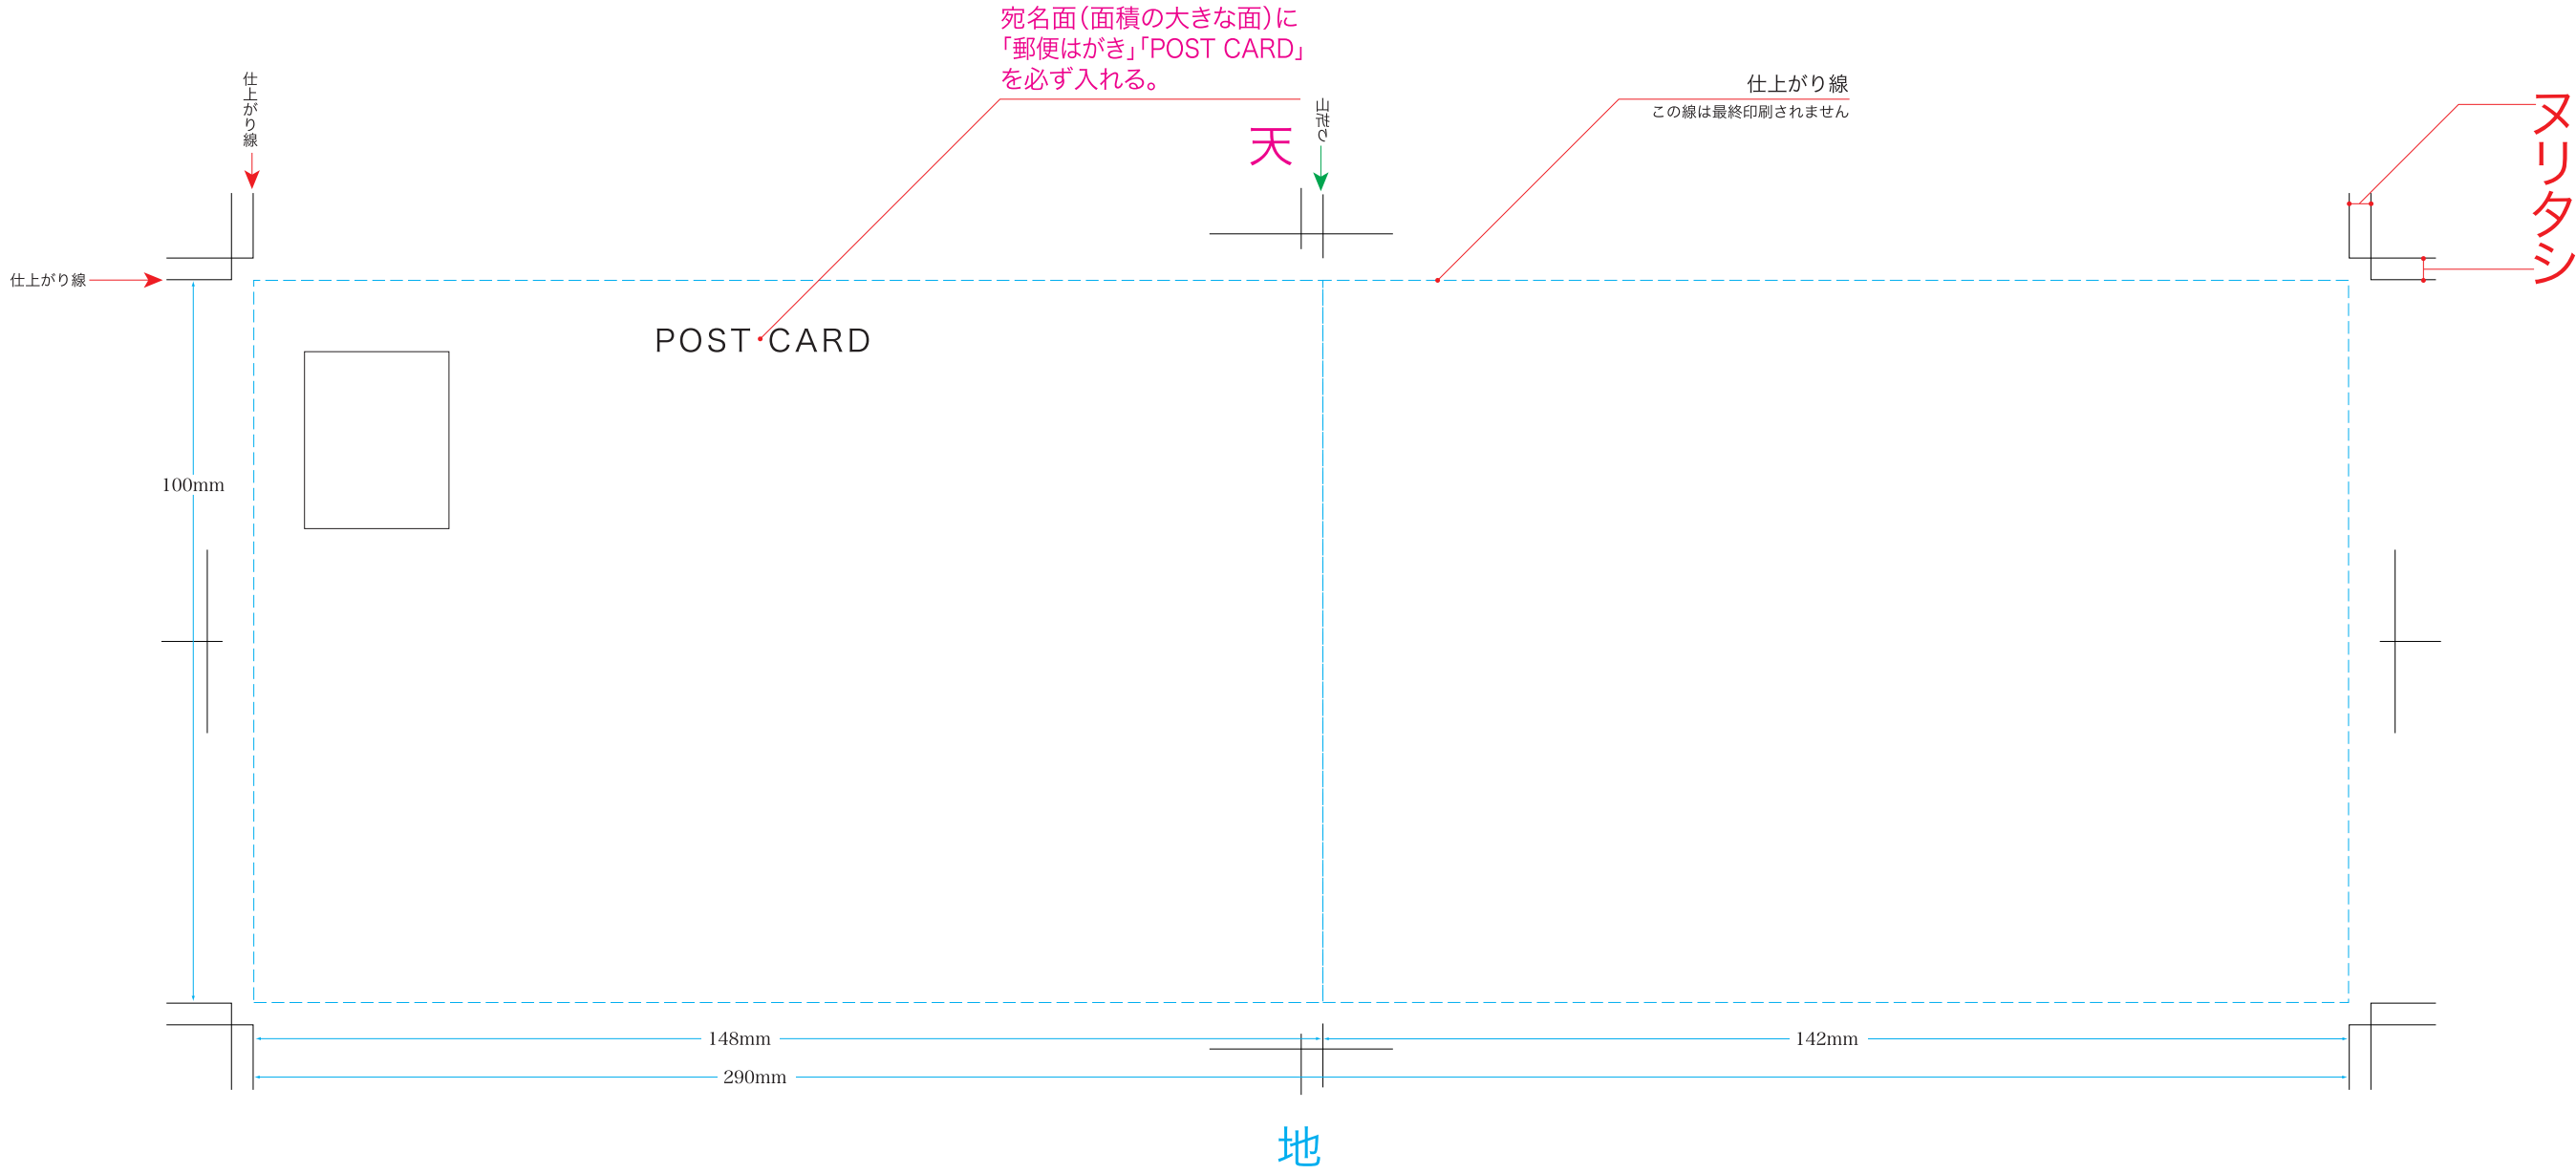 宛名面(面積の大きな面)に
「郵便はがき」「POST CARD」
を必ず入れる。
仕上がり線
山折り
天
仕上がり線
この線は最終印刷されません
ヌリタシ
仕上がり線
POST CARD
100mm
148mm
142mm
290mm
地